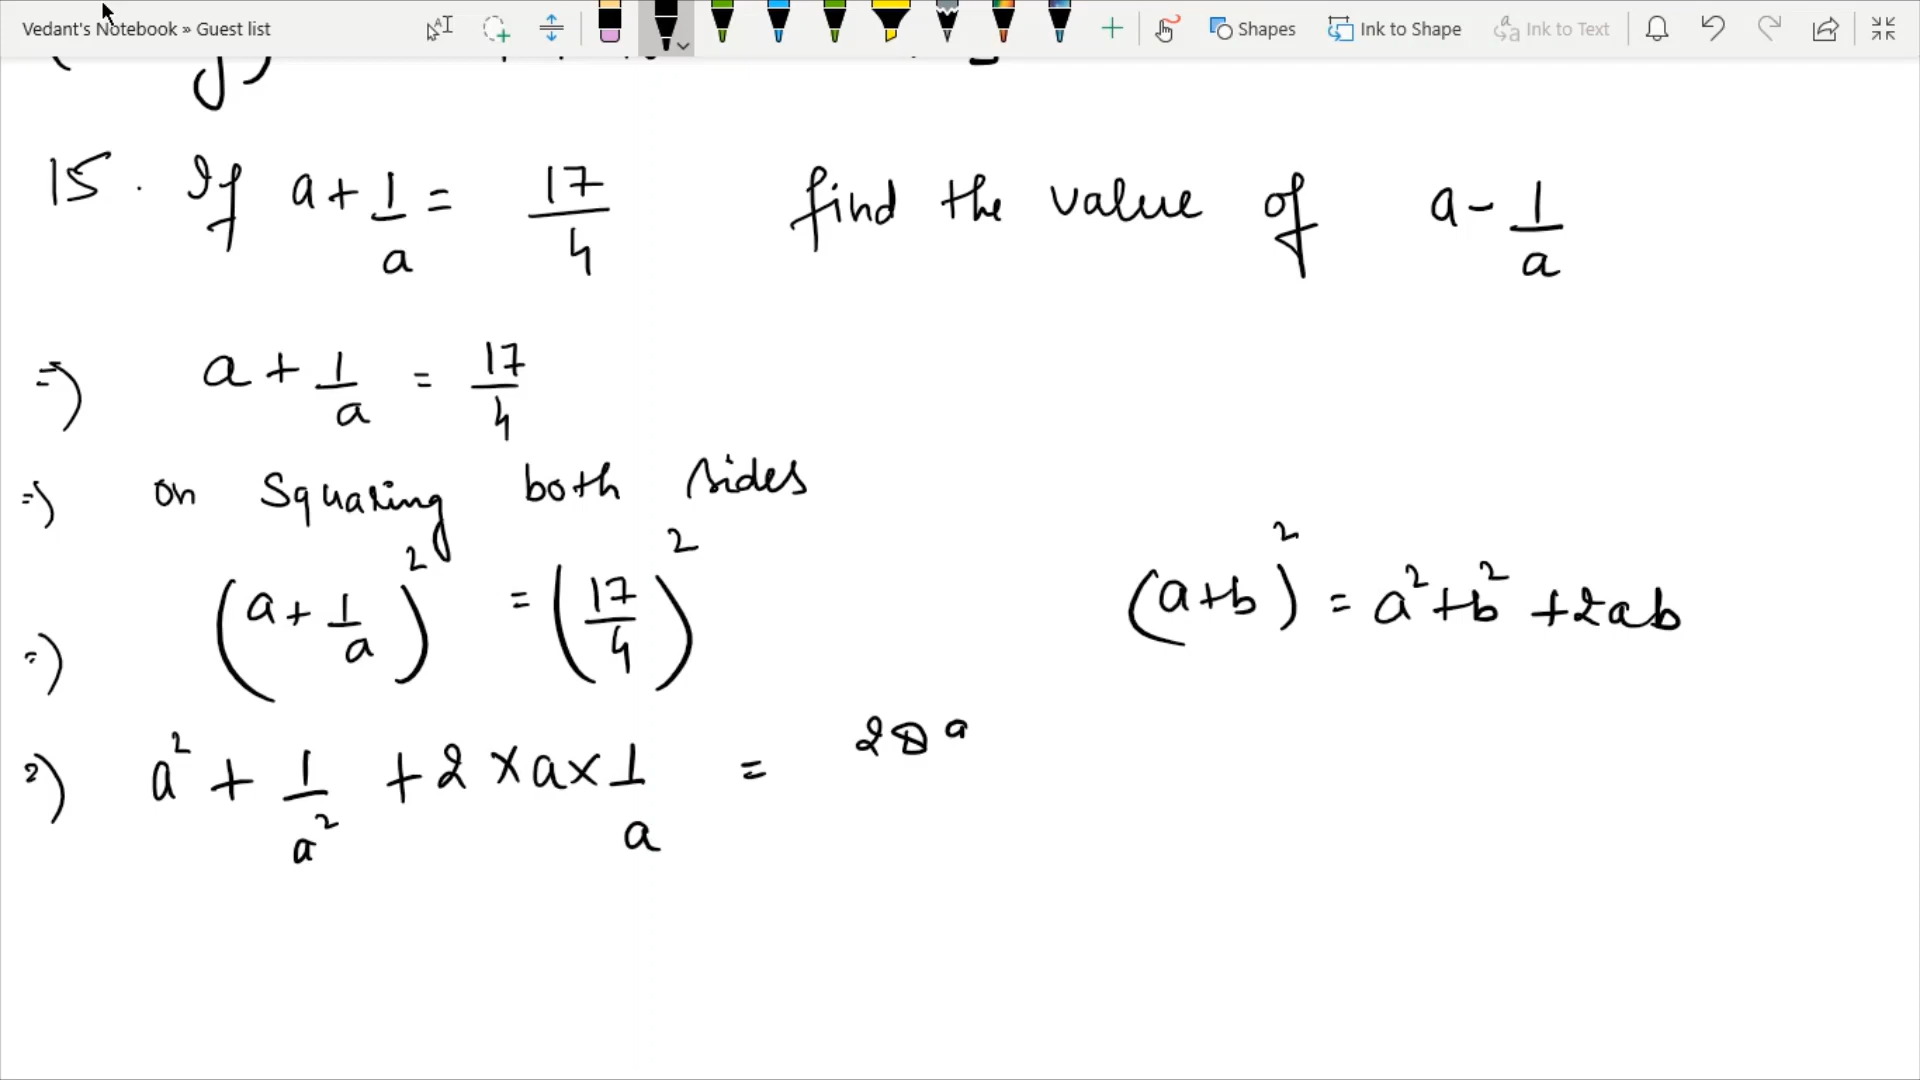 Vedant's Notebook » Guest list Shapes Ink to Shape Ink to Text
15. If a + 1/a = 17/4 find the value of a - 1/a
=) a + 1/a = 17/4
=) on squaring both sides
=) (a + 1/a)² = (17/4)² (a+b)² = a²+b²+2ab
=) a² + 1/a² + 2 × a × 1/a = 289